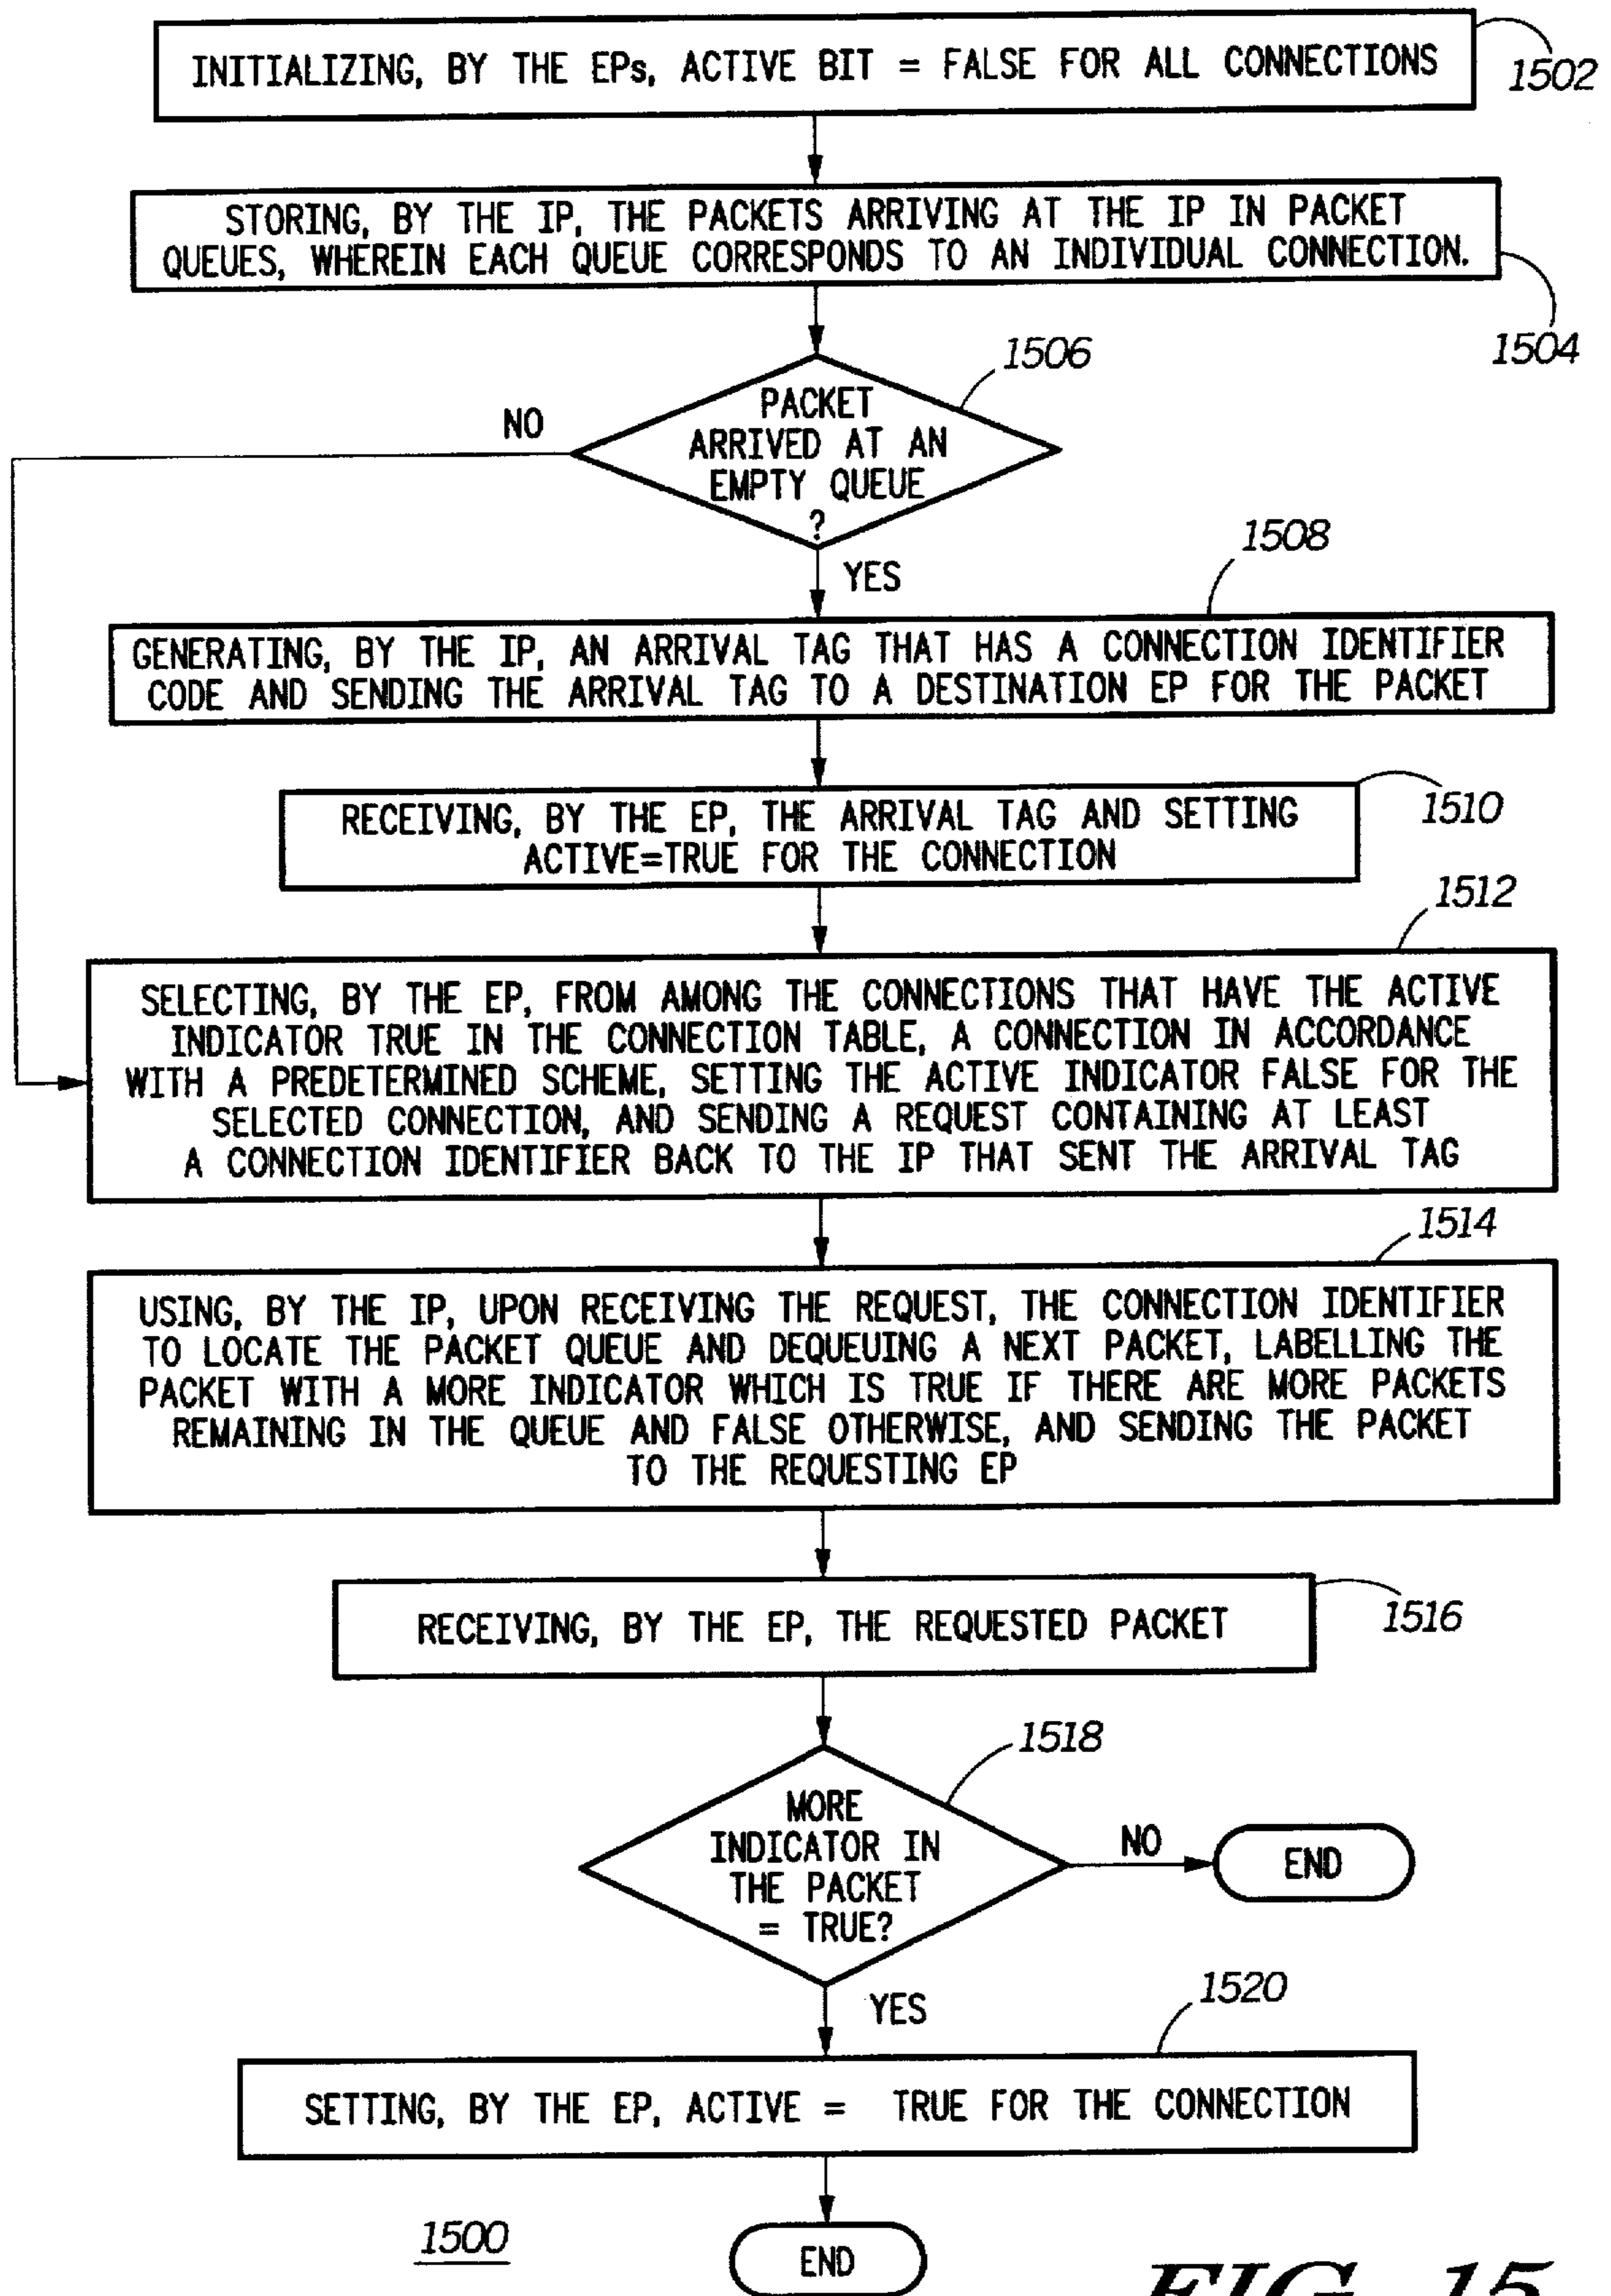 INITIALIZING, BY THE EPs, ACTIVE BIT = FALSE FOR ALL CONNECTIONS
1502
STORING, BY THE IP, THE PACKETS ARRIVING AT THE IP IN PACKET
QUEUES, WHEREIN EACH QUEUE CORRESPONDS TO AN INDIVIDUAL CONNECTION.
1504
1506
PACKET
ARRIVED AT AN
EMPTY QUEUE
?
NO
YES
1508
GENERATING, BY THE IP, AN ARRIVAL TAG THAT HAS A CONNECTION IDENTIFIER
CODE AND SENDING THE ARRIVAL TAG TO A DESTINATION EP FOR THE PACKET
RECEIVING, BY THE EP, THE ARRIVAL TAG AND SETTING
ACTIVE=TRUE FOR THE CONNECTION
1510
1512
SELECTING, BY THE EP, FROM AMONG THE CONNECTIONS THAT HAVE THE ACTIVE
INDICATOR TRUE IN THE CONNECTION TABLE, A CONNECTION IN ACCORDANCE
WITH A PREDETERMINED SCHEME, SETTING THE ACTIVE INDICATOR FALSE FOR THE
SELECTED CONNECTION, AND SENDING A REQUEST CONTAINING AT LEAST
A CONNECTION IDENTIFIER BACK TO THE IP THAT SENT THE ARRIVAL TAG
1514
USING, BY THE IP, UPON RECEIVING THE REQUEST, THE CONNECTION IDENTIFIER
TO LOCATE THE PACKET QUEUE AND DEQUEUING A NEXT PACKET, LABELLING THE
PACKET WITH A MORE INDICATOR WHICH IS TRUE IF THERE ARE MORE PACKETS
REMAINING IN THE QUEUE AND FALSE OTHERWISE, AND SENDING THE PACKET
TO THE REQUESTING EP
RECEIVING, BY THE EP, THE REQUESTED PACKET
1516
1518
MORE
INDICATOR IN
THE PACKET
= TRUE?
NO
END
YES
1520
SETTING, BY THE EP, ACTIVE = TRUE FOR THE CONNECTION
1500
END
FIG. 15